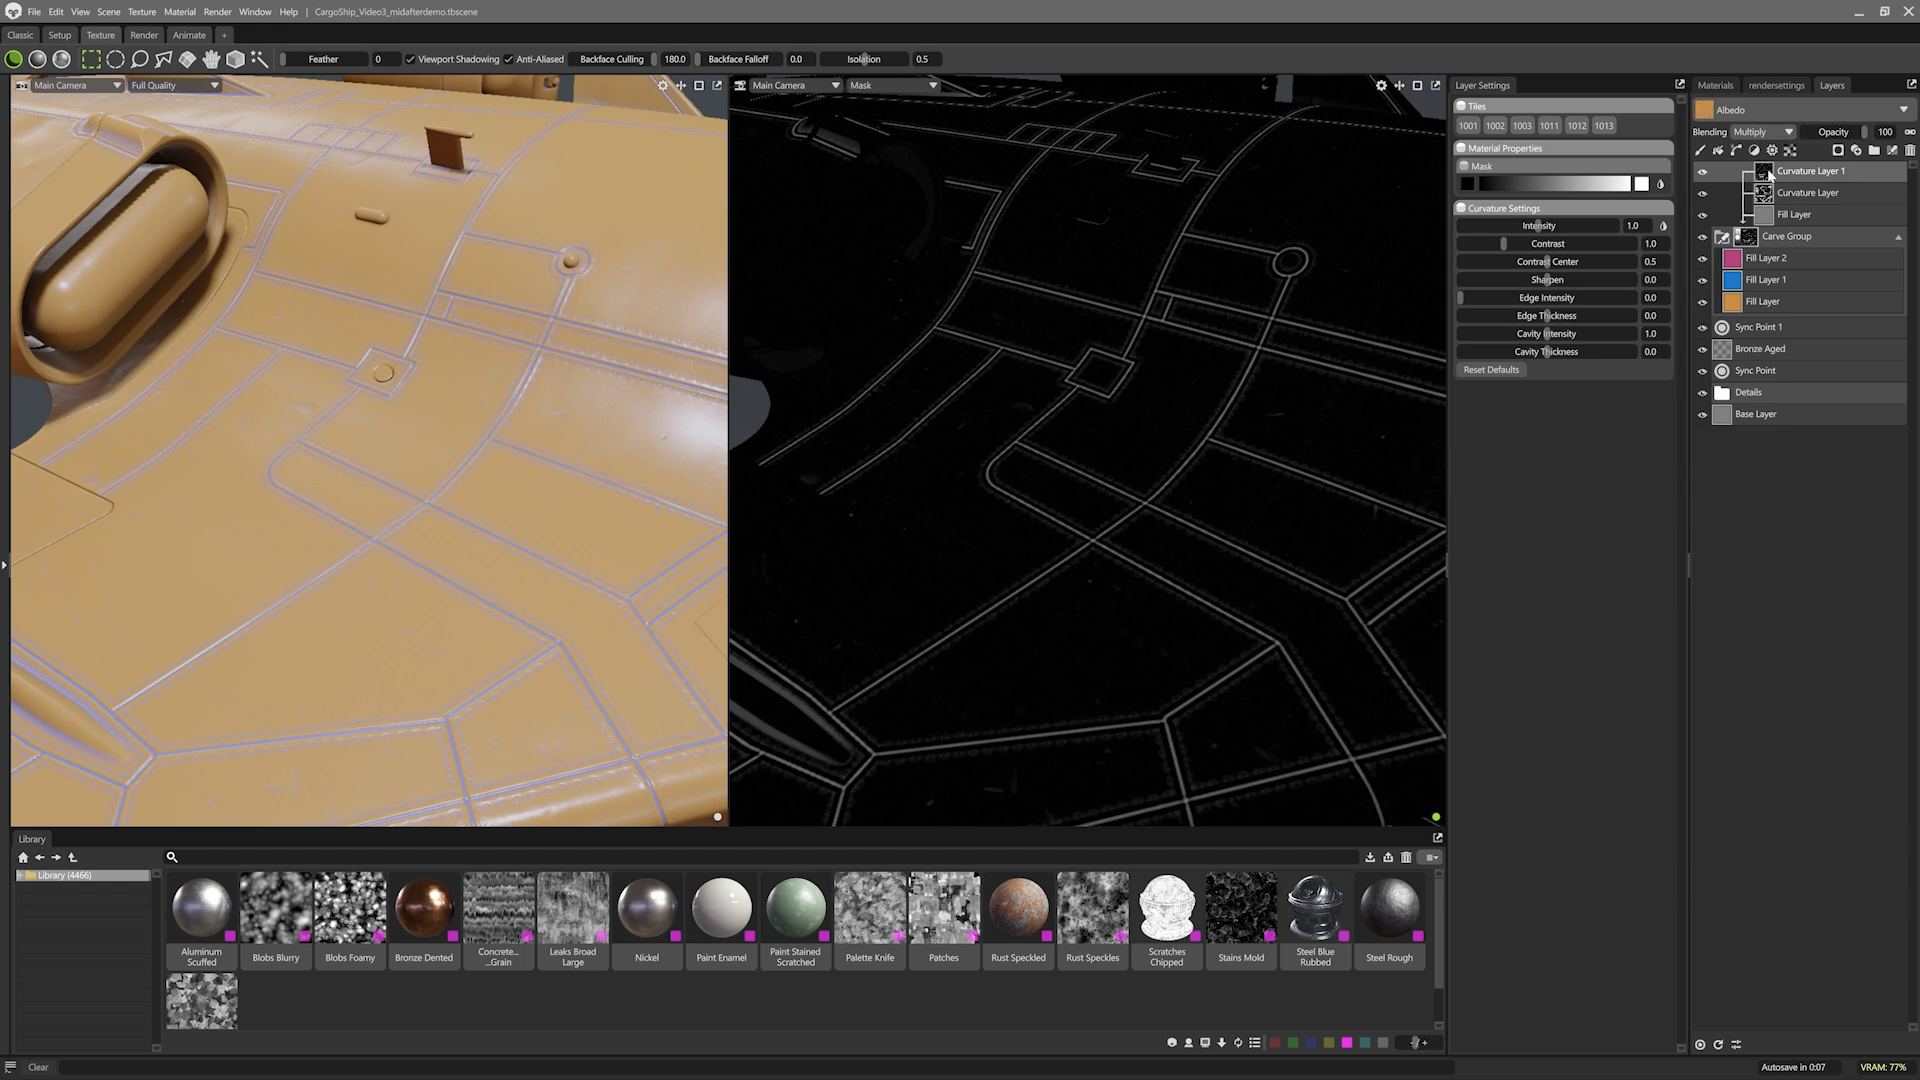 File Edit View Scene Texture Material Render Window Help | CargoShip_Video3_midafterdemo.tbscene
Classic Setup Texture Render Animate +
Feather 0 Viewport Shadowing Anti-Aliased Backface Culling 180.0 Backface Falloff 0.0 Isolation 0.5
Main Camera Full Quality
Main Camera Mask
Layer Settings
Tiles
1001 1002 1003 1011 1012 1013
Material Properties
Mask
Curvature Settings
Intensity 1.0
Contrast 1.0
Contrast Center 0.5
Sharpen 0.0
Edge Intensity 0.0
Edge Thickness 0.0
Cavity Intensity 1.0
Cavity Thickness 0.0
Reset Defaults
Materials rendersettings Layers
Albedo
Blending Multiply Opacity 100
Curvature Layer 1
Curvature Layer
Fill Layer
Carve Group
Fill Layer 2
Fill Layer 1
Fill Layer
Sync Point 1
Bronze Aged
Sync Point
Details
Base Layer
Library
Library (4466)
Aluminum Scuffed
Blobs Blurry
Blobs Foamy
Bronze Dented
Concrete... ...Grain
Leaks Broad Large
Nickel
Paint Enamel
Paint Stained Scratched
Palette Knife
Patches
Rust Speckled
Rust Speckles
Scratches Chipped
Stains Mold
Steel Blue Rubbed
Steel Rough
Clear
Autosave in 0:07 VRAM: 77%